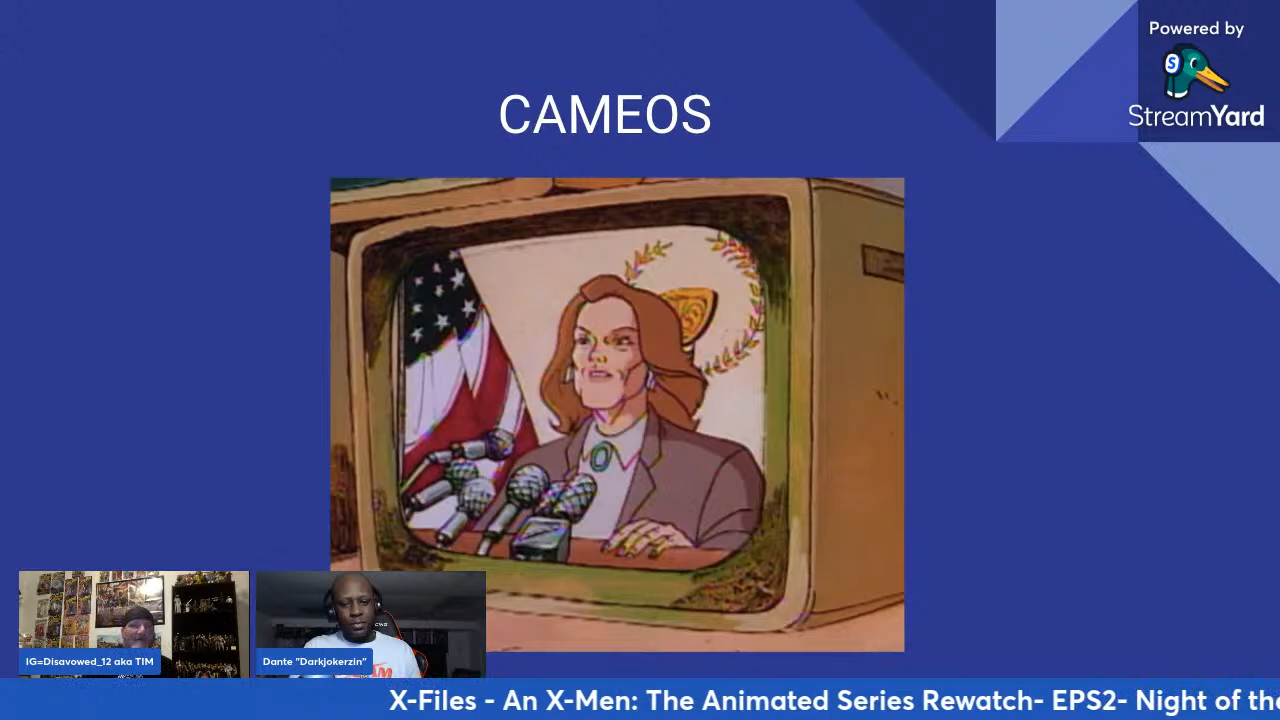 Powered by
S
StreamYard
CAMEOS
IG=Disavowed_12 aka TIM
Dante "Darkjokerzin"
X-Files - An X-Men: The Animated Series Rewatch- EPS2- Night of the